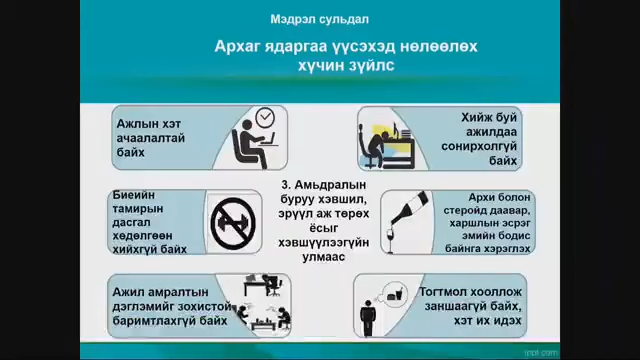 Мэдрэл сульдал
Архаг ядаргаа үүсэхэд нөлөөлөх
хүчин зүйлс
Ажлын хэт
ачаалалтай
байх
Хийж буй
ажилдаа
сонирхолгүй
байх
Биеийн
тамирын
дасгал
хөдөлгөөн
хийхгүй байх
3. Амьдралын
буруу хэвшил,
эрүүл аж төрөх
ёсыг
хэвшүүлээгүйн
улмаас
Архи болон
стеройд даавар,
харшлын эсрэг
эмийн бодис
байнга хэрэглэх
Ажил амралтын
дэглэмийг зохистой
баримтлахгүй байх
Тогтмол хооллож
заншаагүй байх,
хэт их идэх